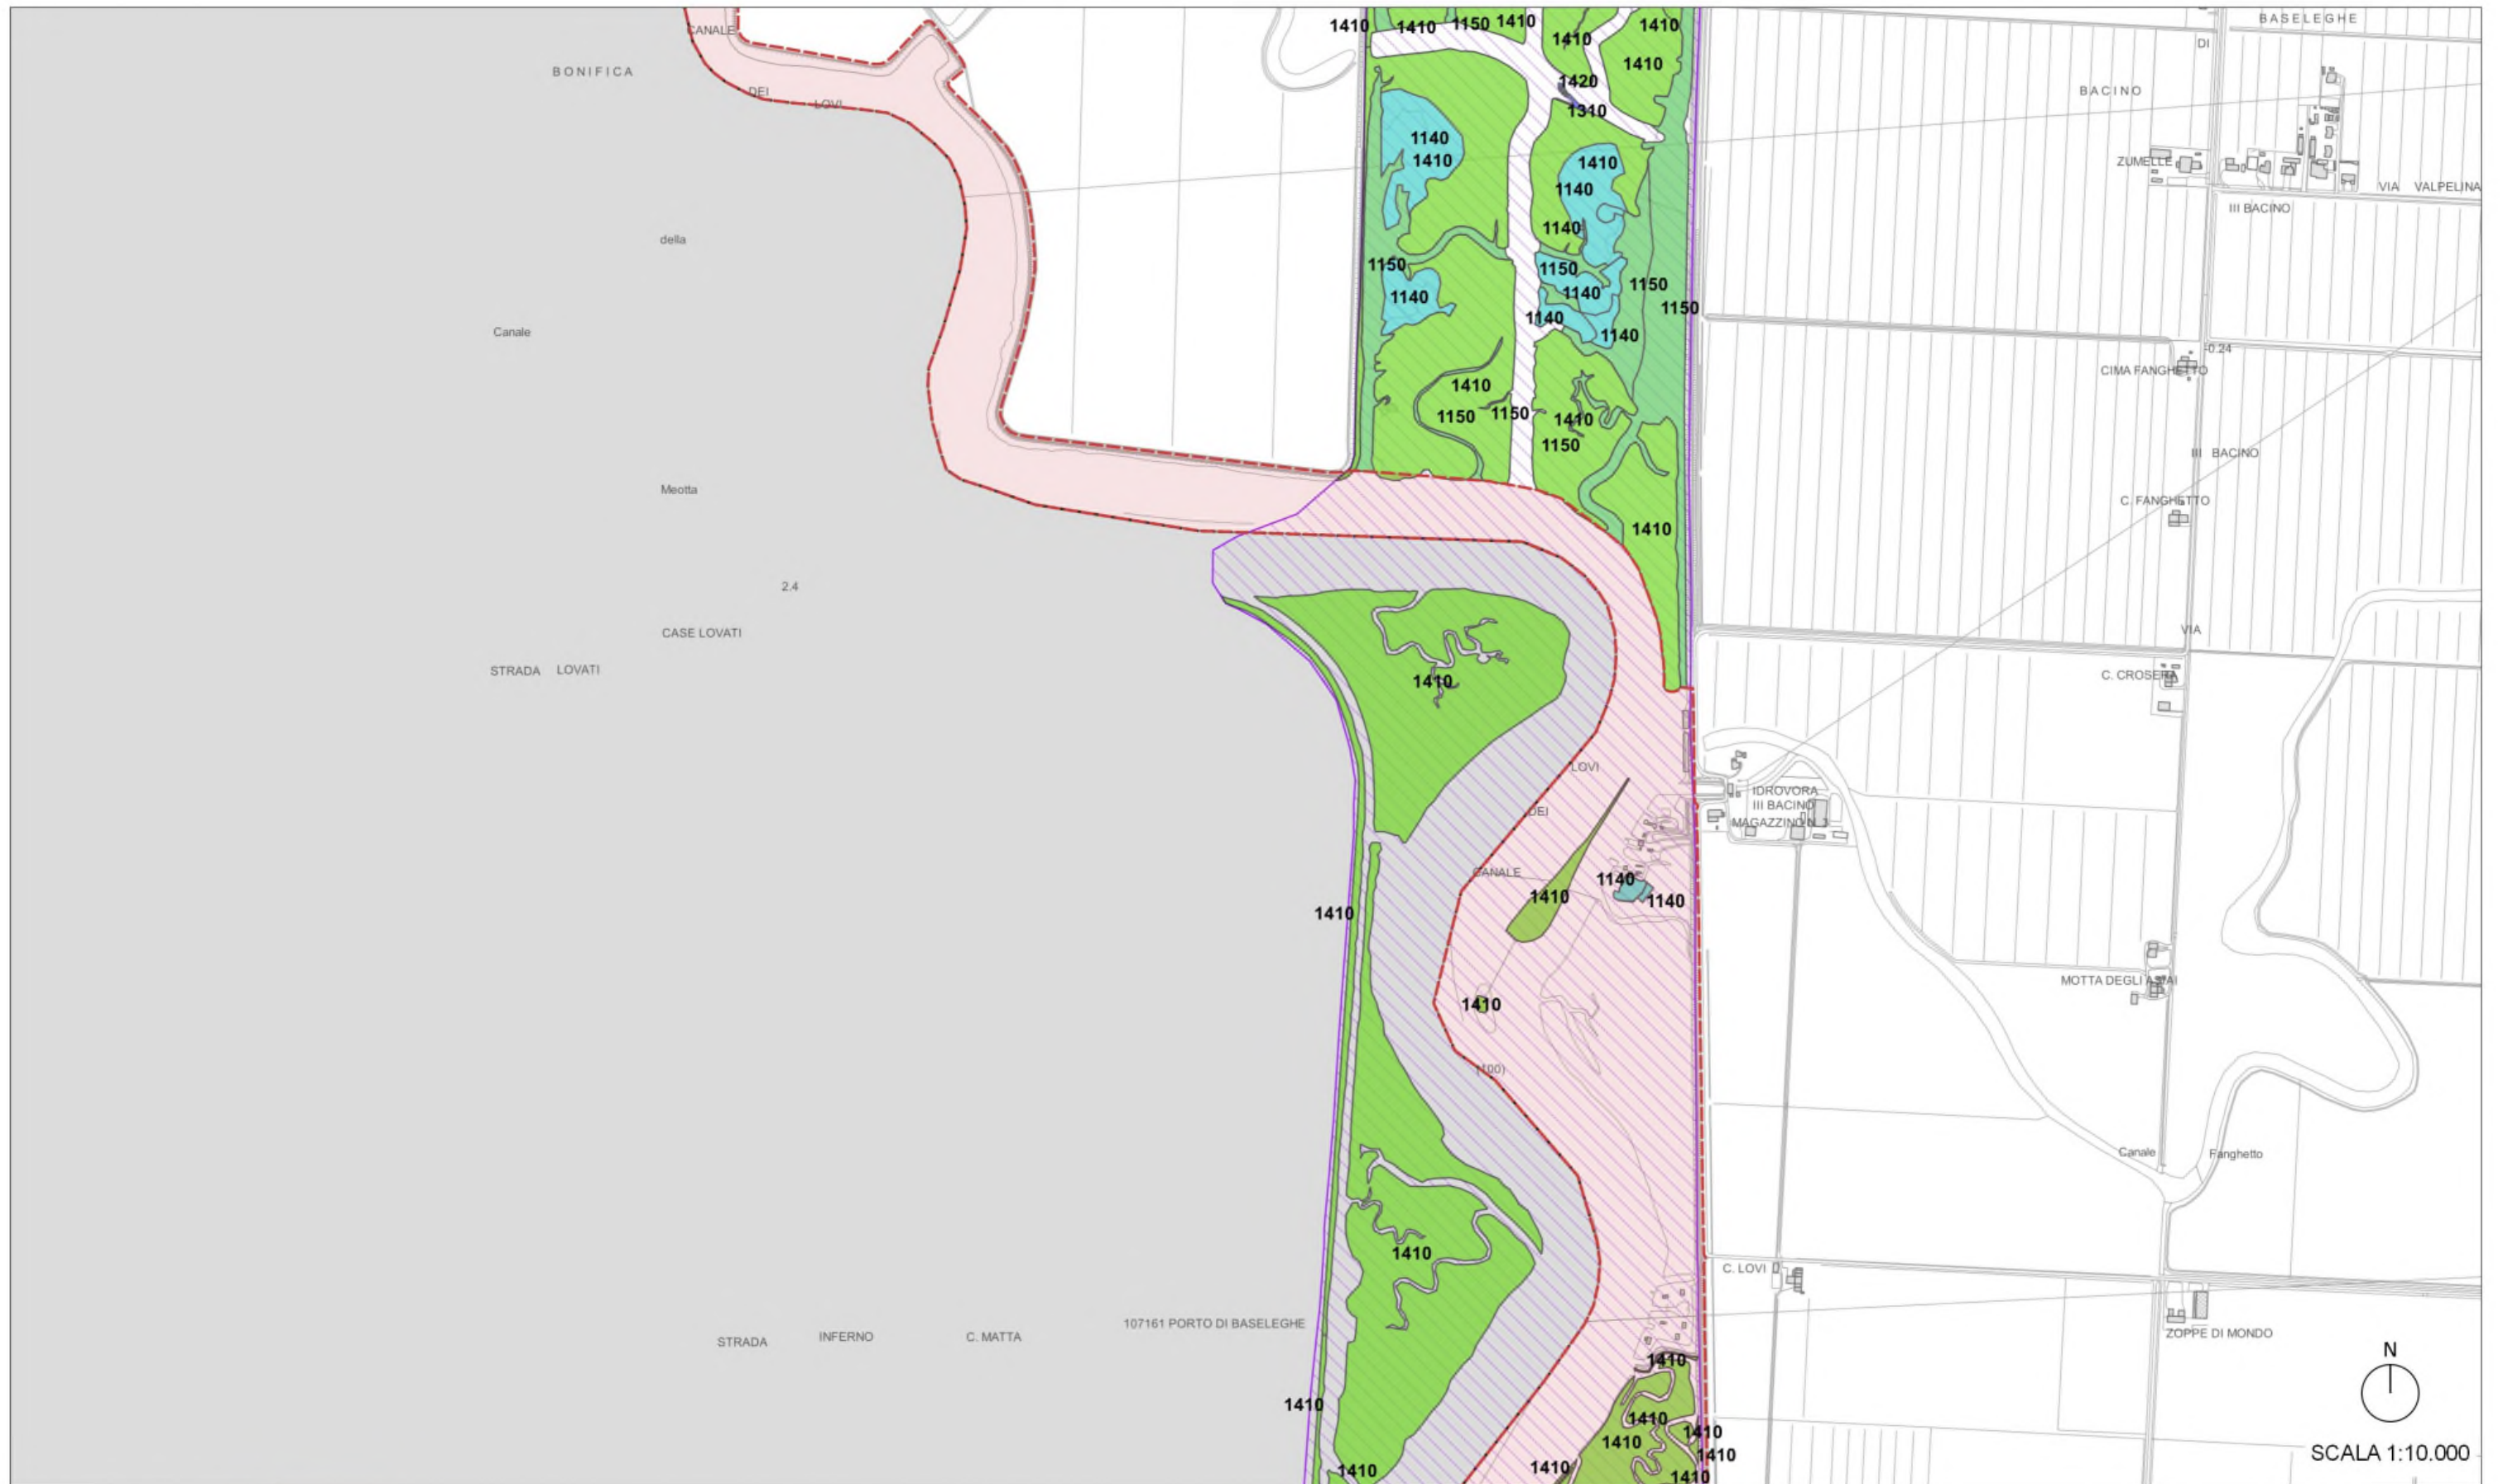 CANALE
1410
1410
1150
1410
1410
1410
BASELEGHE
DI
BONIFICA
1410
DEI
LOVI
1420
1310
BACINO
1140
1410
1410
1140
ZUMELLE
VIA VALPELINA
III BACINO
della
1140
1150
1140
1150
1140
1150
1150
Canale
1140
1140
-0.24
CIMA FANGHETTO
1410
1150
1150
1410
1150
III BACINO
Meotta
C. FANGHETTO
1410
2.4
CASE LOVATI
VIA
STRADA LOVATI
1410
C. CROSERA
LOVI
DEI
IDROVORA
III BACINO
MAGAZZINO N.3
CANALE
1410
1410
1140
1140
MOTTA DEGLI ASIAI
1410
(100)
Canale
Fanghetto
1410
C. LOVI
107161 PORTO DI BASELEGHE
STRADA
INFERNO
C. MATTA
ZOPPE DI MONDO
1410
N
1410
1410
1410
1410
1410
1410
1410
1410
SCALA 1:10.000